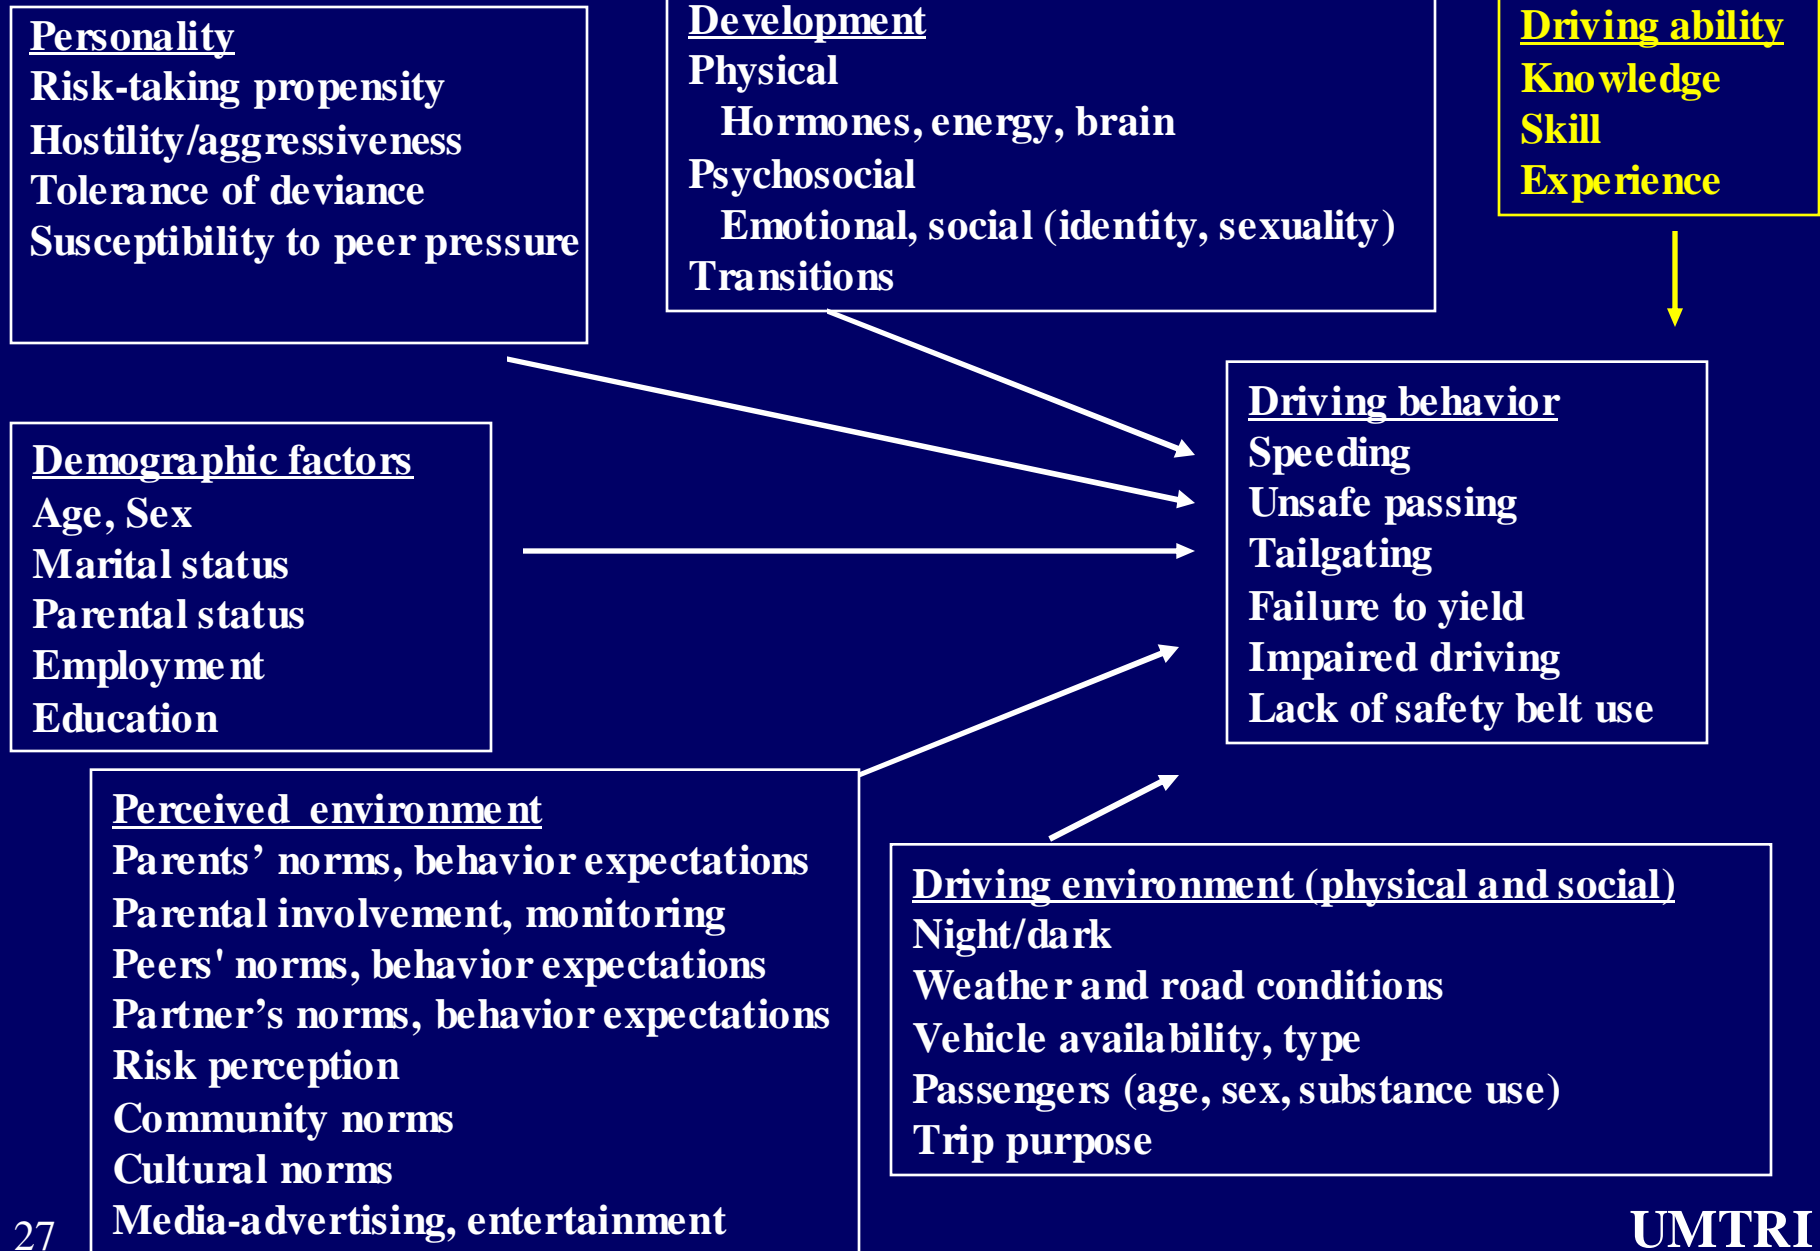 Personality
Risk-taking propensity
Hostility/aggressiveness
Tolerance of deviance
Susceptibility to peer pressure
Development
Physical
Hormones, energy, brain
Psychosocial
Emotional, social (identity, sexuality)
Transitions
Driving ability
Knowledge
Skill
Experience
Demographic factors
Age, Sex
Marital status
Parental status
Employment
Education
Driving behavior
Speeding
Unsafe passing
Tailgating
Failure to yield
Impaired driving
Lack of safety belt use
Perceived environment
Parents’ norms, behavior expectations
Parental involvement, monitoring
Peers' norms, behavior expectations
Partner’s norms, behavior expectations
Risk perception
Community norms
Cultural norms
Media-advertising, entertainment
Driving environment (physical and social)
Night/dark
Weather and road conditions
Vehicle availability, type
Passengers (age, sex, substance use)
Trip purpose
27
UMTRI